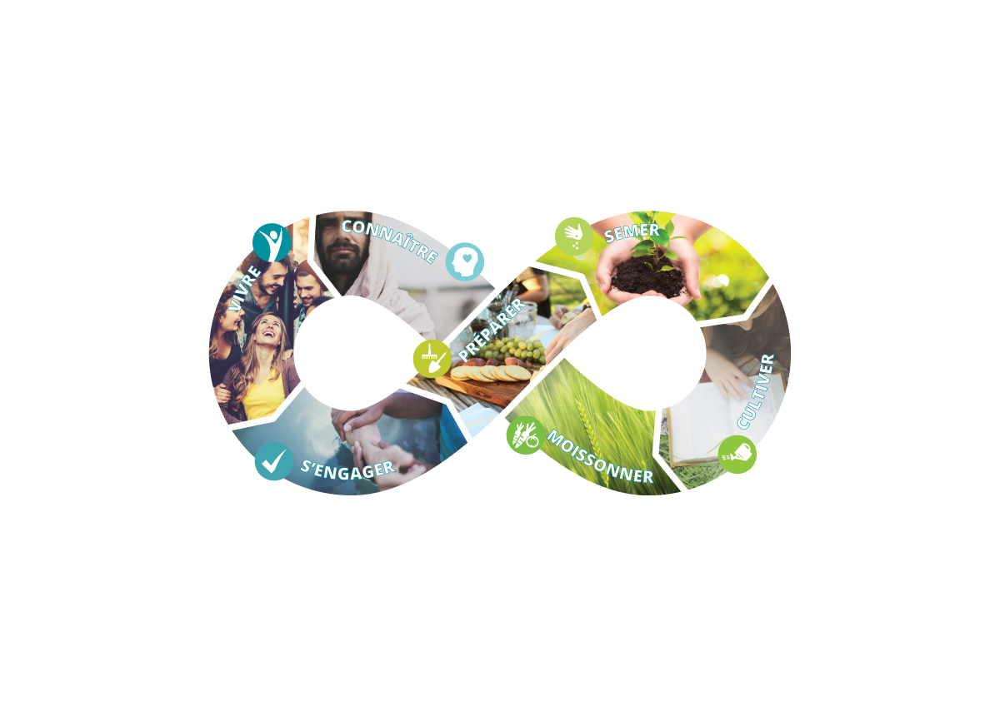 CONNAÎTRE
VIVRE
S'ENGAGER
PRÉPARER
SEMER
CULTIVER
MOISSONNER